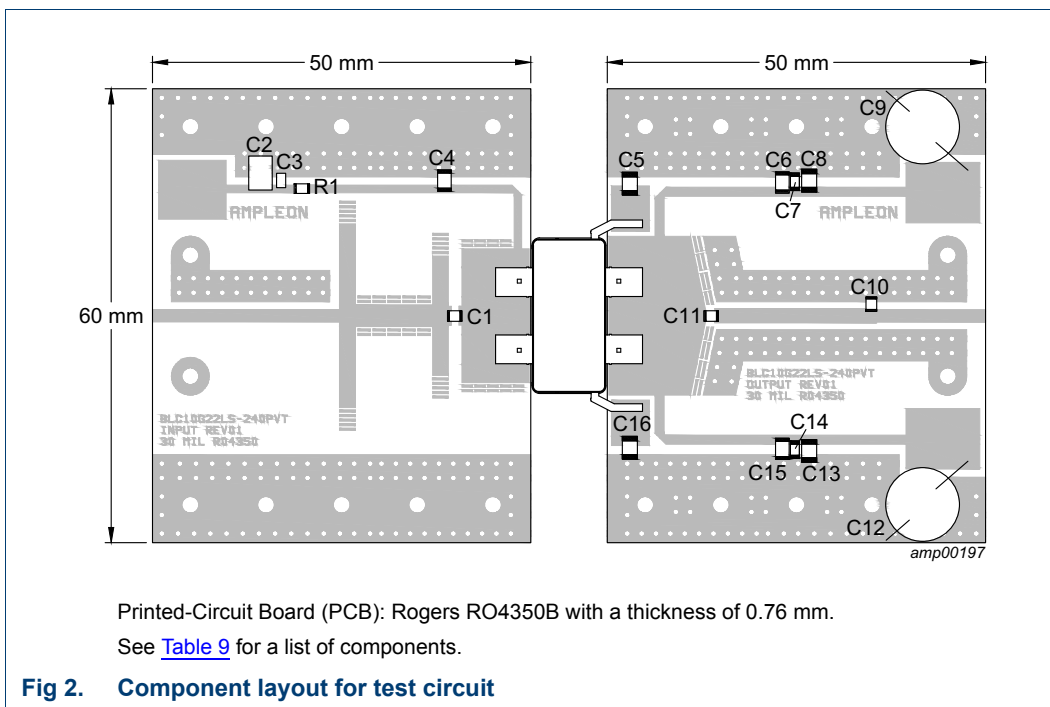 50 mm
50 mm
60 mm
C2
C3
R1
C4
AMPLEON
C1
BLC10G22LS-240PVT
INPUT REV01
30 MIL RO4350
C5
C6
C8
C7
C9
AMPLEON
C10
C11
BLC10G22LS-240PVT
OUTPUT REV01
30 MIL RO4350
C16
C14
C15
C13
C12
amp00197
Printed-Circuit Board (PCB): Rogers RO4350B with a thickness of 0.76 mm.
See Table 9 for a list of components.
Fig 2. Component layout for test circuit